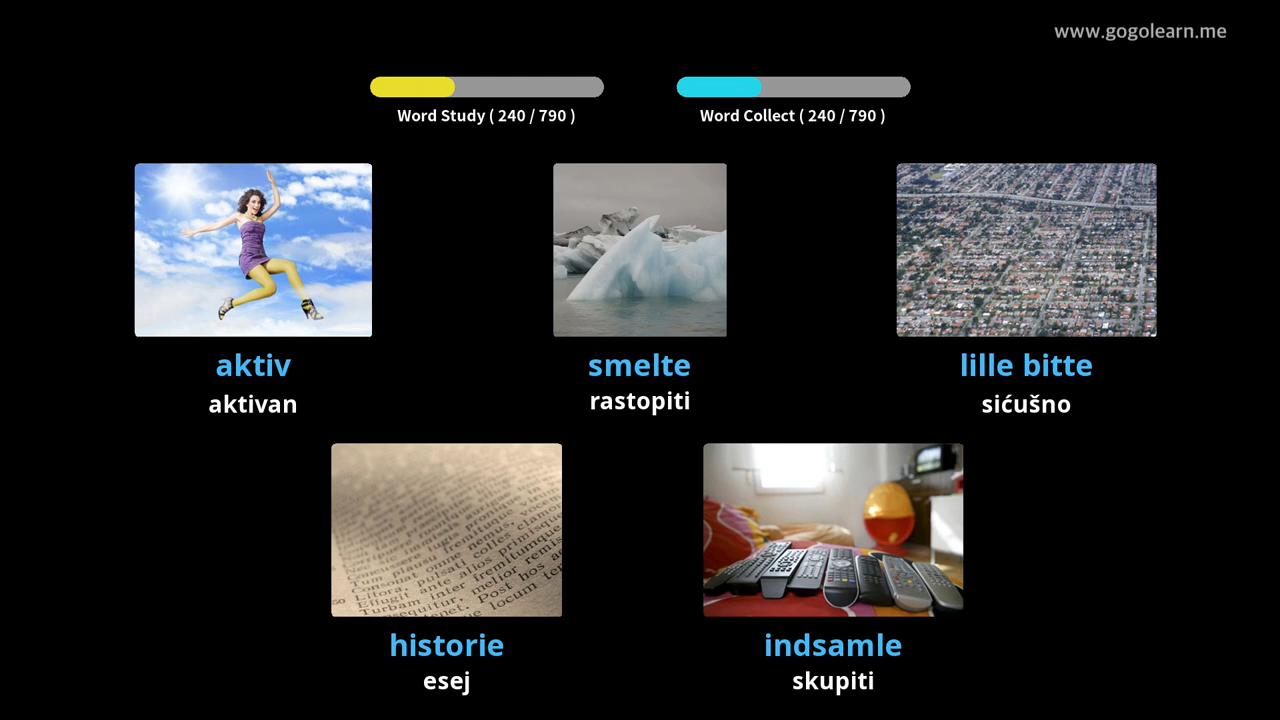 www.gogolearn.me
Word Study ( 240 / 790 )
Word Collect ( 240 / 790 )
aktiv
aktivan
smelte
rastopiti
lille bitte
sićušno
historie
esej
indsamle
skupiti